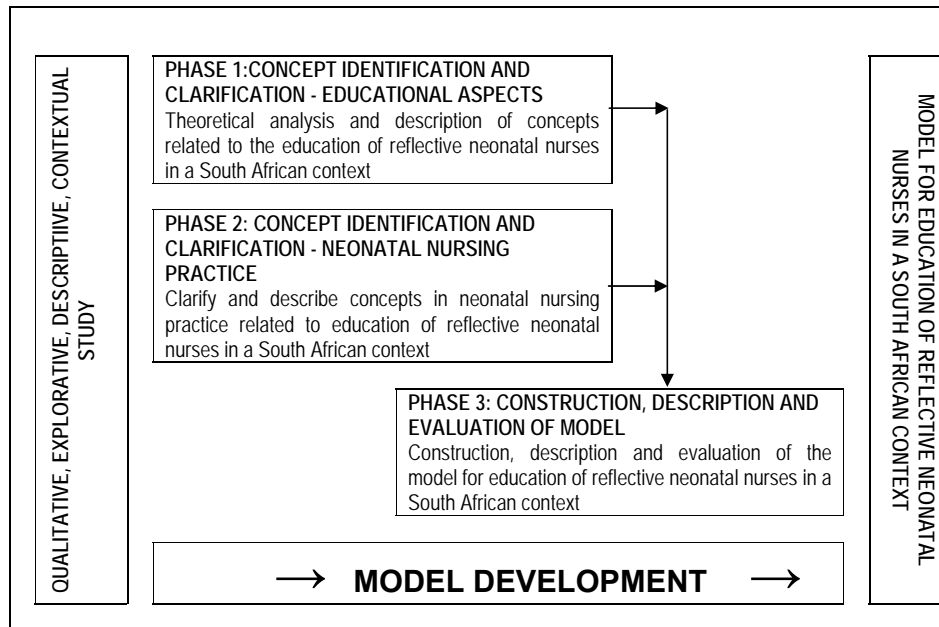 QUALITATIVE, EXPLORATIVE, DESCRIPTIIVE, CONTEXTUAL
STUDY
PHASE 1:CONCEPT IDENTIFICATION AND
CLARIFICATION - EDUCATIONAL ASPECTS
Theoretical analysis and description of concepts
related to the education of reflective neonatal nurses
in a South African context
PHASE 2: CONCEPT IDENTIFICATION AND
CLARIFICATION - NEONATAL NURSING
PRACTICE
Clarify and describe concepts in neonatal nursing
practice related to education of reflective neonatal
nurses in a South African context
PHASE 3: CONSTRUCTION, DESCRIPTION AND
EVALUATION OF MODEL
Construction, description and evaluation of the
model for education of reflective neonatal nurses in a
South African context
→ MODEL DEVELOPMENT →
MODEL FOR EDUCATION OF REFLECTIVE NEONATAL
NURSES IN A SOUTH AFRICAN CONTEXT